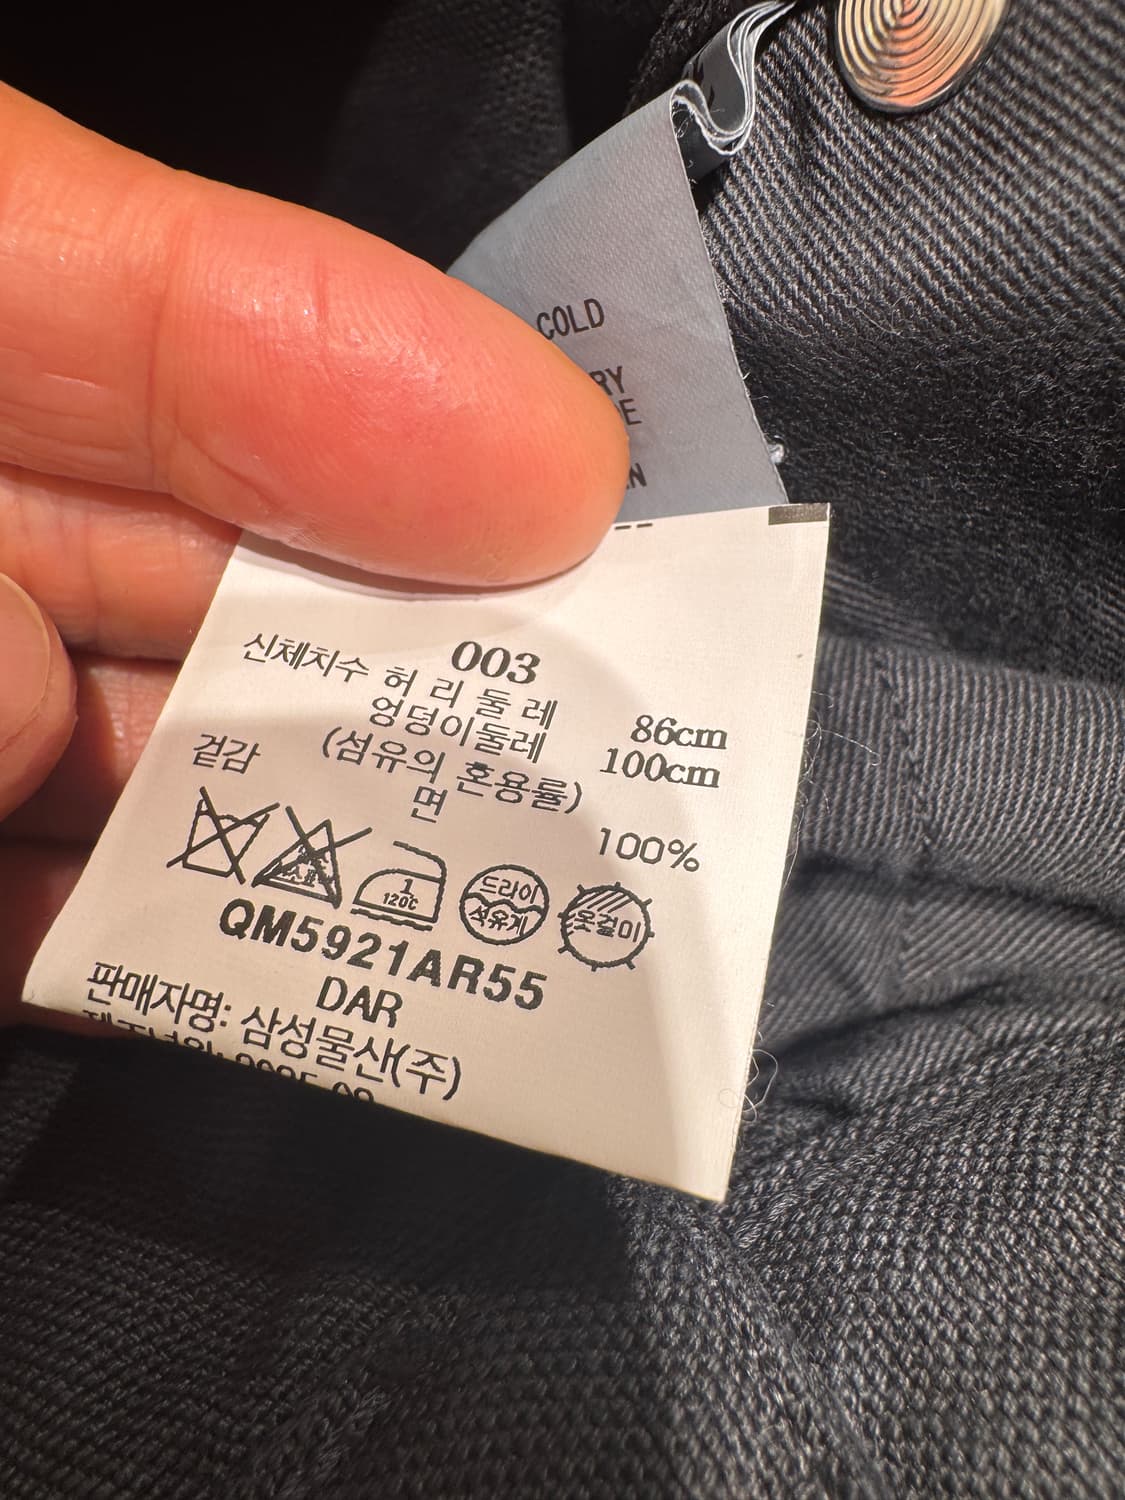 COLD
003
신체치수 허 리 둘 레 86cm
엉덩이둘레 100cm
겉감 (섬유의 혼용률)
면 100%
1
120℃
드라이
석유계
옷걸이
QM5921AR55
DAR
판매자명: 삼성물산(주)